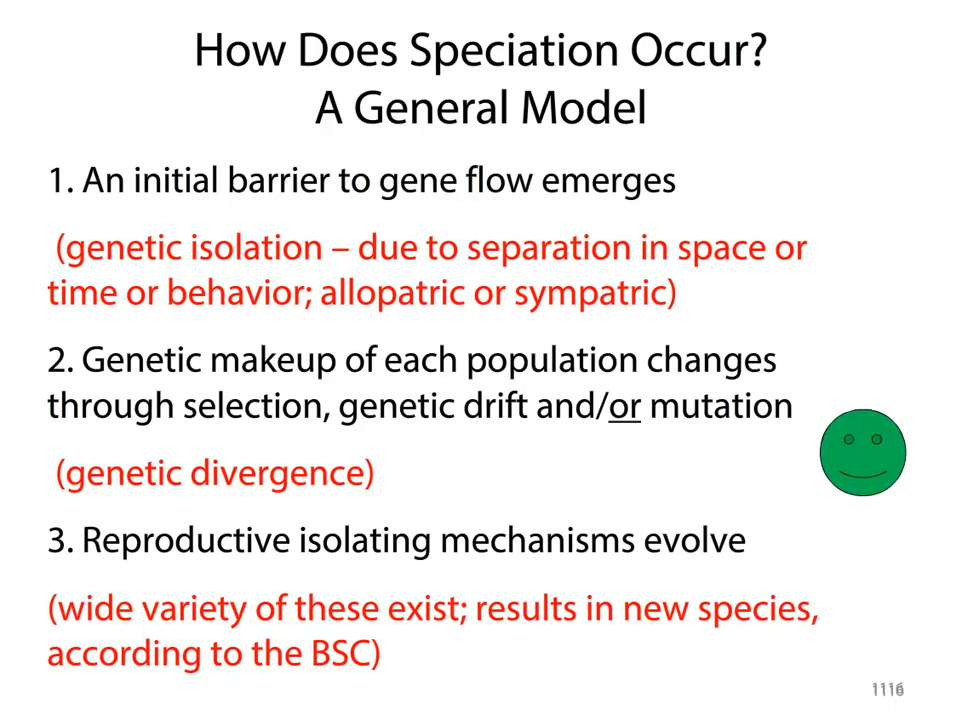 How Does Speciation Occur?
A General Model
1. An initial barrier to gene flow emerges
(genetic isolation – due to separation in space or
time or behavior; allopatric or sympatric)
2. Genetic makeup of each population changes
through selection, genetic drift and/or mutation
(genetic divergence)
3. Reproductive isolating mechanisms evolve
(wide variety of these exist; results in new species,
according to the BSC)